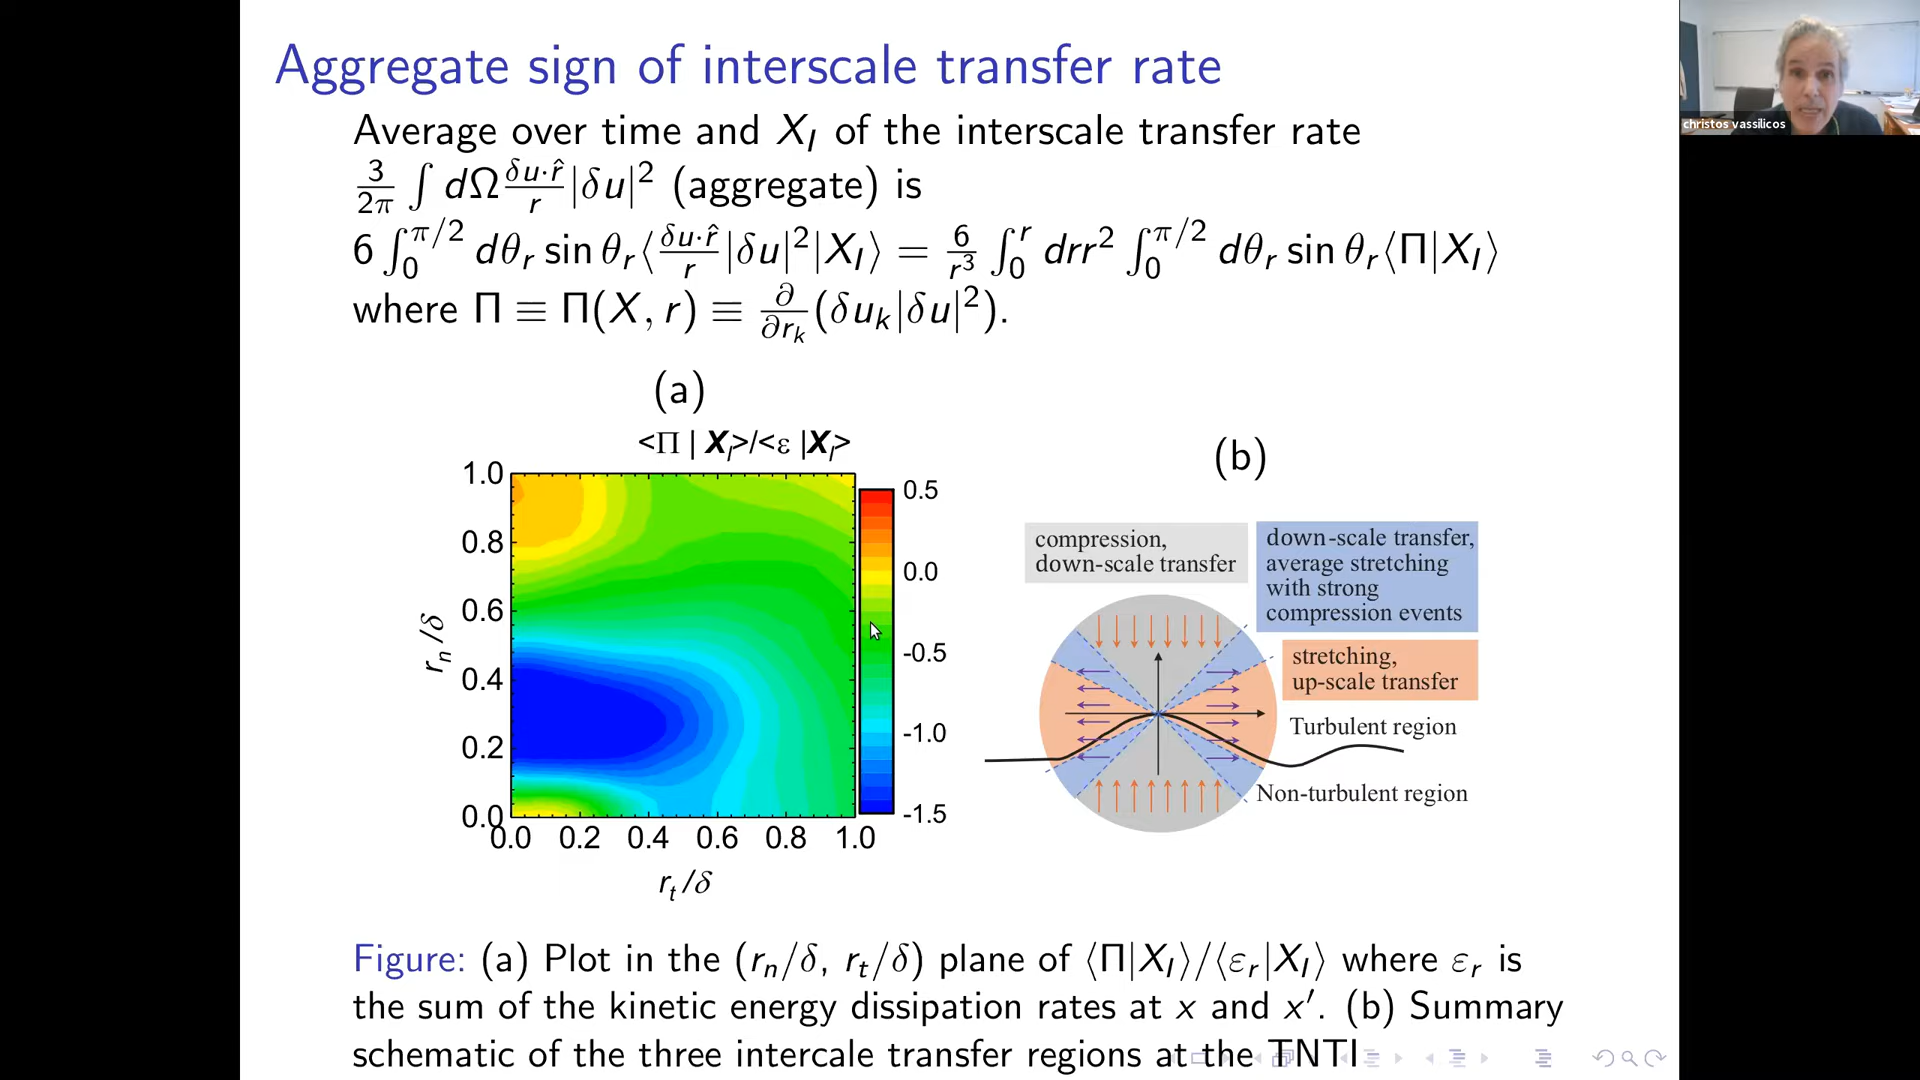 Aggregate sign of interscale transfer rate
christos vassilicos
Average over time and X_I of the interscale transfer rate
3/2π ∫ dΩ δu·r̂/r |δu|² (aggregate) is
6 ∫₀^π/2 dθ_r sin θ_r⟨δu·r̂/r |δu|²|X_I⟩ = 6/r³ ∫₀^r drr² ∫₀^π/2 dθ_r sin θ_r⟨Π|X_I⟩
where Π ≡ Π(X, r) ≡ ∂/∂r_k (δu_k|δu|²).
(a)
<Π | X_I>/<ε |X_I>
1.0
0.8
0.6
0.4
0.2
0.0
r_n/δ
0.0 0.2 0.4 0.6 0.8 1.0
r_t/δ
0.5
0.0
-0.5
-1.0
-1.5
(b)
compression,
down-scale transfer
down-scale transfer,
average stretching
with strong
compression events
stretching,
up-scale transfer
Turbulent region
Non-turbulent region
Figure: (a) Plot in the (r_n/δ, r_t/δ) plane of ⟨Π|X_I⟩/⟨ε_r|X_I⟩ where ε_r is
the sum of the kinetic energy dissipation rates at x and x′. (b) Summary
schematic of the three intercale transfer regions at the TNTI